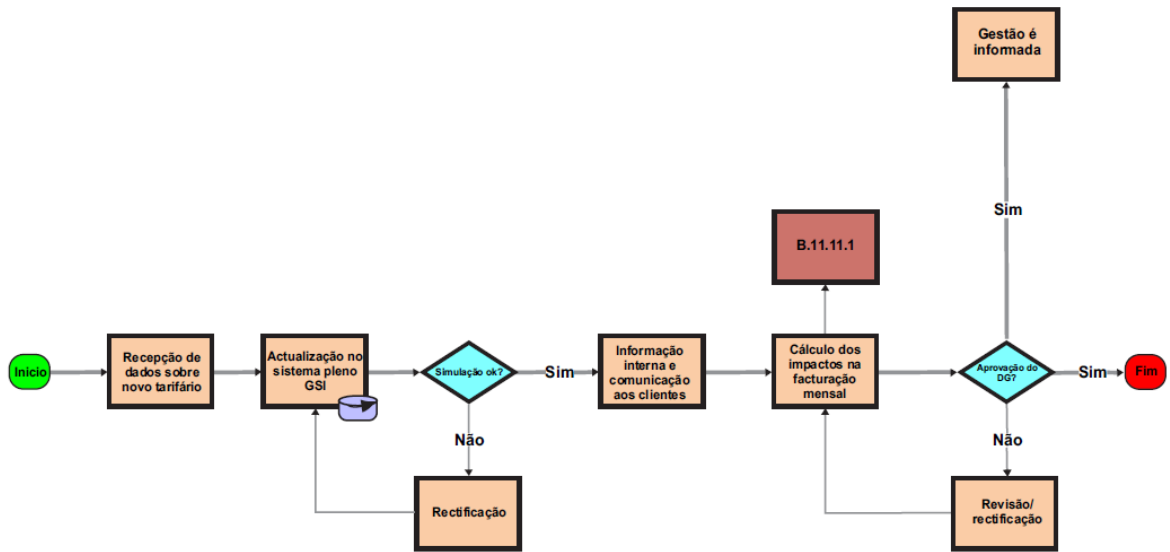 Gestão é
informada
Sim
B.11.11.1
Início
Recepção de
dados sobre
novo tarifário
Actualização no
sistema pleno
GSI
Simulação ok?
Sim
Informação
interna e
comunicação
aos clientes
Cálculo dos
impactos na
facturação
mensal
Aprovação do
DG?
Sim
Fim
Não
Não
Rectificação
Revisão/
rectificação